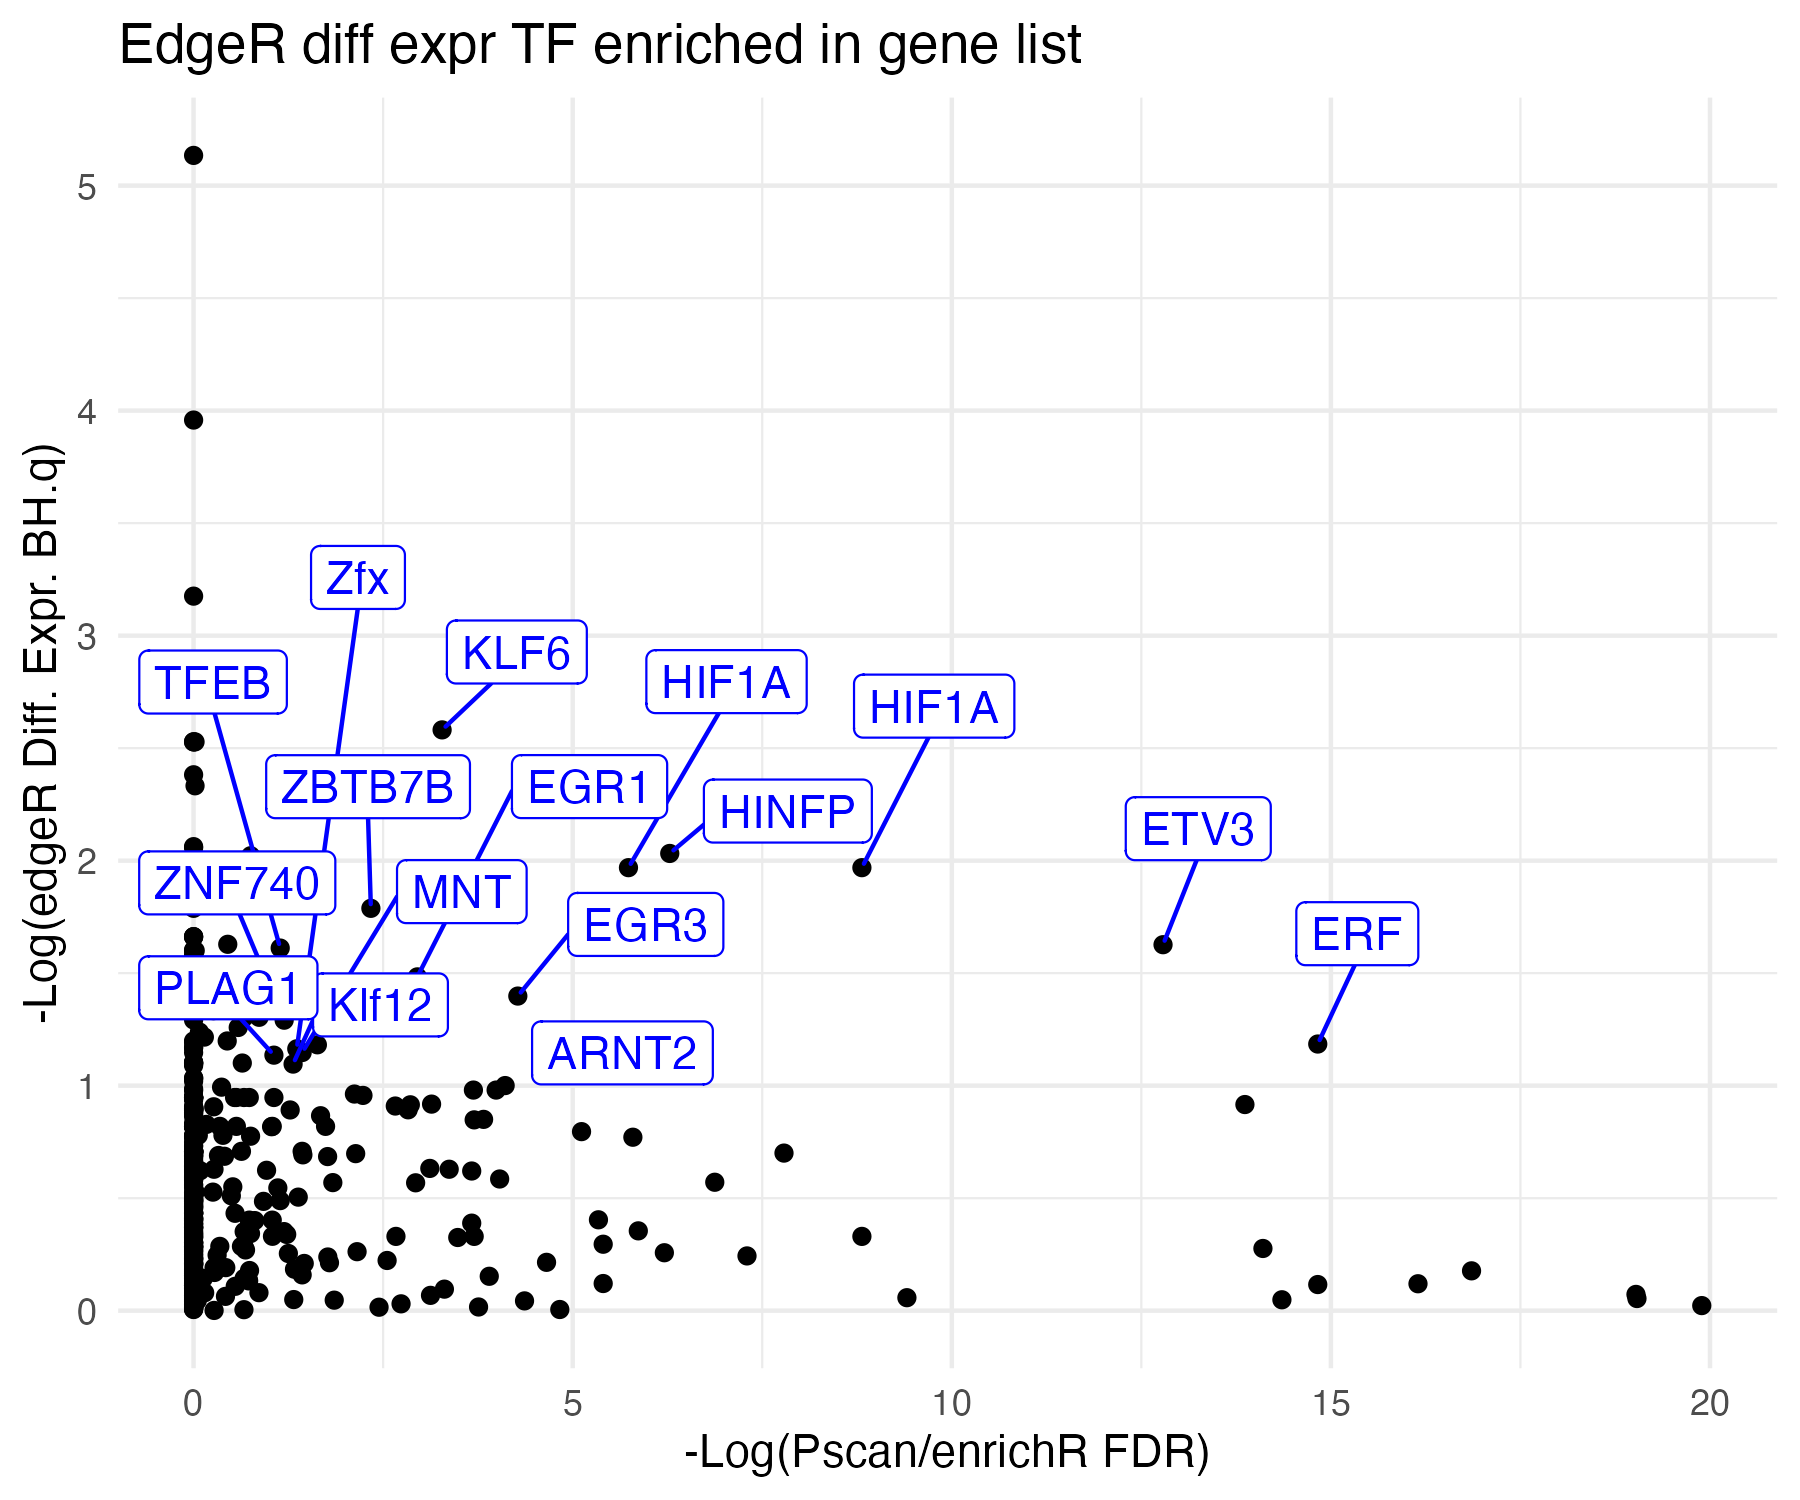 EdgeR diff expr TF enriched in gene list
-Log(edgeR Diff. Expr. BH.q)
5
4
3
2
1
0
Zfx
KLF6
TFEB
HIF1A
HIF1A
ZBTB7B
EGR1
HINFP
ETV3
ZNF740
MNT
EGR3
ERF
PLAG1
Klf12
ARNT2
0
5
10
15
20
-Log(Pscan/enrichR FDR)